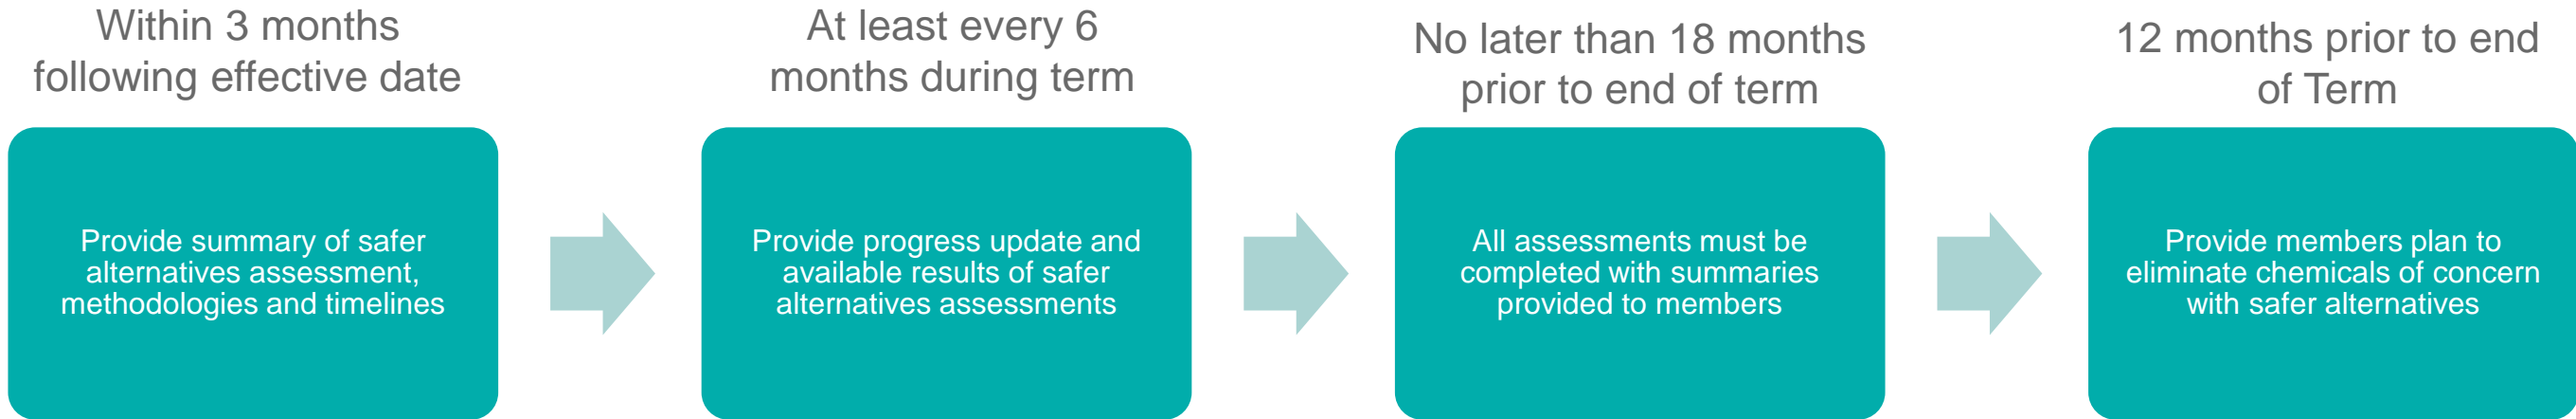 Within 3 months
following effective date
Provide summary of safer
alternatives assessment,
methodologies and timelines
At least every 6
months during term
Provide progress update and
available results of safer
alternatives assessments
No later than 18 months
prior to end of term
All assessments must be
completed with summaries
provided to members
12 months prior to end
of Term
Provide members plan to
eliminate chemicals of concern
with safer alternatives